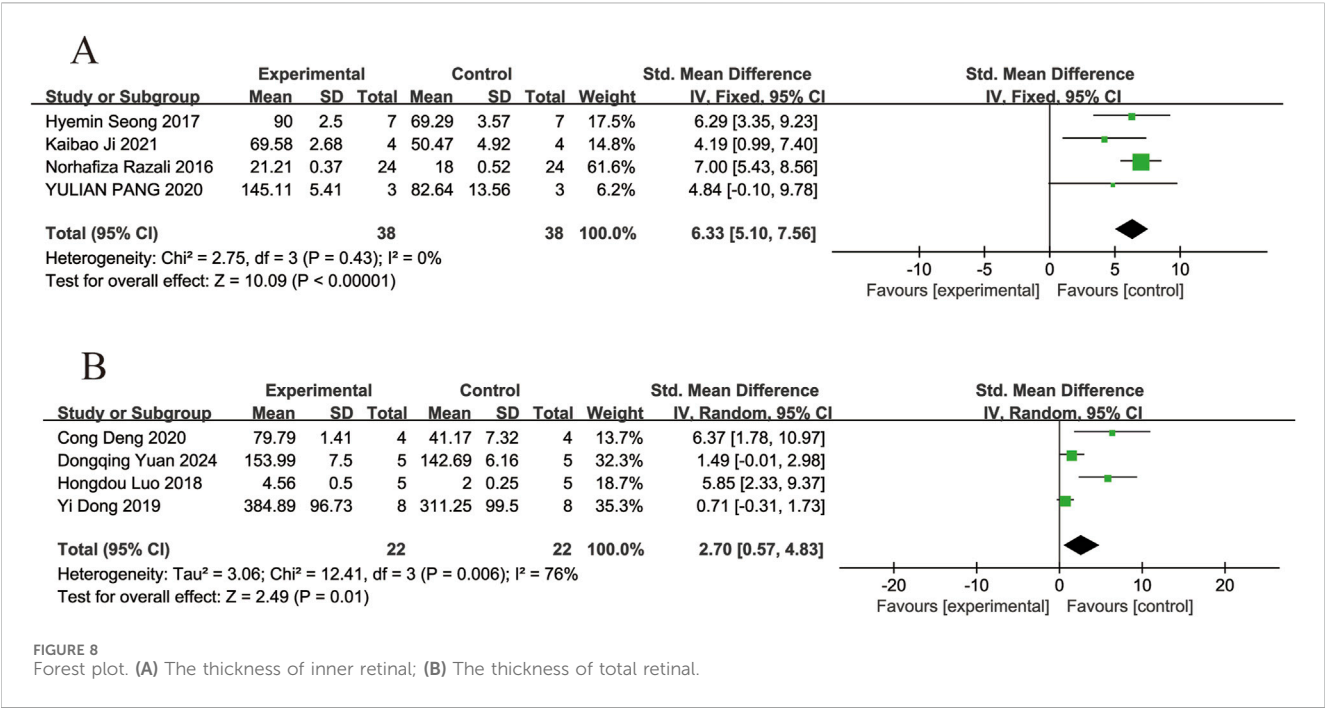 A
Experimental Control Std. Mean Difference Std. Mean Difference
Study or Subgroup Mean SD Total Mean SD Total Weight IV, Fixed, 95% CI IV, Fixed, 95% CI
Hyemin Seong 2017 90 2.5 7 69.29 3.57 7 17.5% 6.29 [3.35, 9.23]
Kaibao Ji 2021 69.58 2.68 4 50.47 4.92 4 14.8% 4.19 [0.99, 7.40]
Norhafiza Razali 2016 21.21 0.37 24 18 0.52 24 61.6% 7.00 [5.43, 8.56]
YULIAN PANG 2020 145.11 5.41 3 82.64 13.56 3 6.2% 4.84 [-0.10, 9.78]
Total (95% CI) 38 38 100.0% 6.33 [5.10, 7.56]
Heterogeneity: Chi² = 2.75, df = 3 (P = 0.43); I² = 0%
Test for overall effect: Z = 10.09 (P < 0.00001)
-10 -5 0 5 10
Favours [experimental] Favours [control]
B
Experimental Control Std. Mean Difference Std. Mean Difference
Study or Subgroup Mean SD Total Mean SD Total Weight IV, Random, 95% CI IV, Random, 95% CI
Cong Deng 2020 79.79 1.41 4 41.17 7.32 4 13.7% 6.37 [1.78, 10.97]
Dongqing Yuan 2024 153.99 7.5 5 142.69 6.16 5 32.3% 1.49 [-0.01, 2.98]
Hongdou Luo 2018 4.56 0.5 5 2 0.25 5 18.7% 5.85 [2.33, 9.37]
Yi Dong 2019 384.89 96.73 8 311.25 99.5 8 35.3% 0.71 [-0.31, 1.73]
Total (95% CI) 22 22 100.0% 2.70 [0.57, 4.83]
Heterogeneity: Tau² = 3.06; Chi² = 12.41, df = 3 (P = 0.006); I² = 76%
Test for overall effect: Z = 2.49 (P = 0.01)
-20 -10 0 10 20
Favours [experimental] Favours [control]
FIGURE 8
Forest plot. (A) The thickness of inner retinal; (B) The thickness of total retinal.